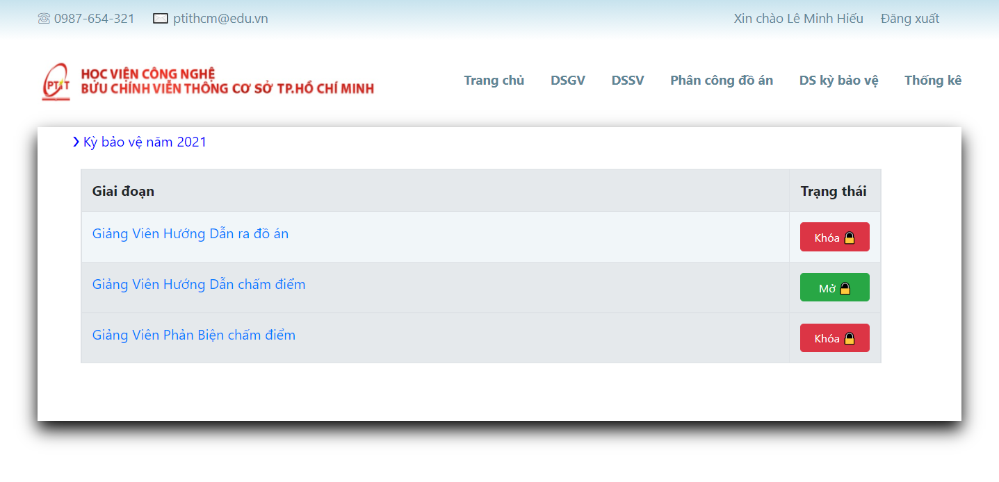 0987-654-321 ptithcm@edu.vn Xin chào Lê Minh Hiếu Đăng xuất
PTIT
HỌC VIỆN CÔNG NGHỆ
BƯU CHÍNH VIỄN THÔNG CƠ SỞ TP.HỒ CHÍ MINH
Trang chủ DSGV DSSV Phân công đồ án DS kỳ bảo vệ Thống kê
Kỳ bảo vệ năm 2021
Giai đoạn Trạng thái
Giảng Viên Hướng Dẫn ra đồ án Khóa
Giảng Viên Hướng Dẫn chấm điểm Mở
Giảng Viên Phản Biện chấm điểm Khóa